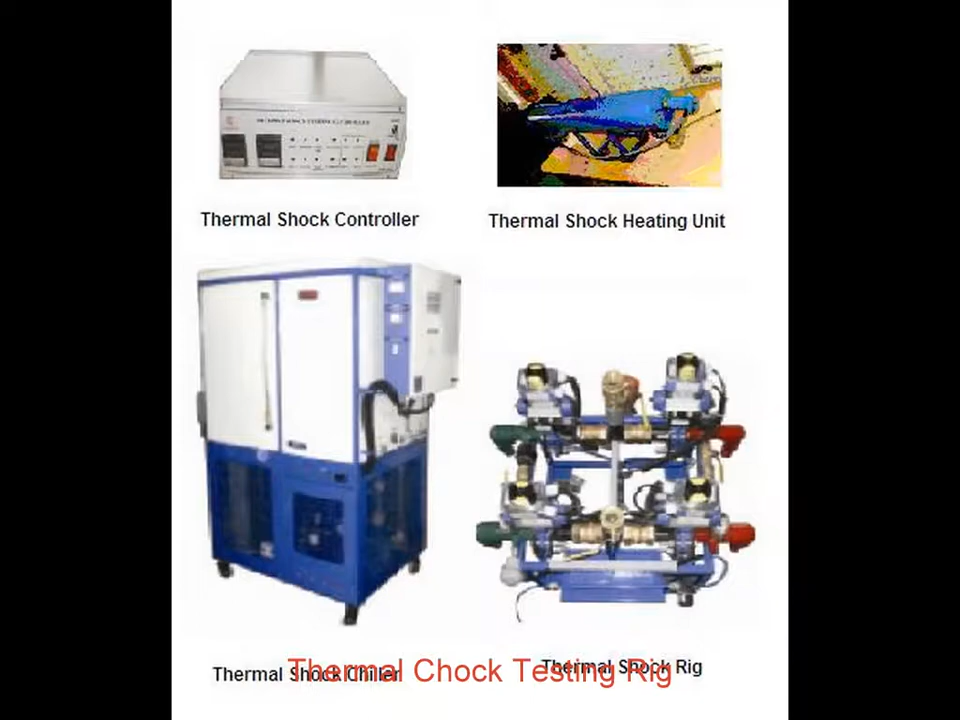 Thermal Shock Controller
Thermal Shock Heating Unit
Thermal Shock Chiller
Thermal Shock Rig
Thermal Chock Testing Rig